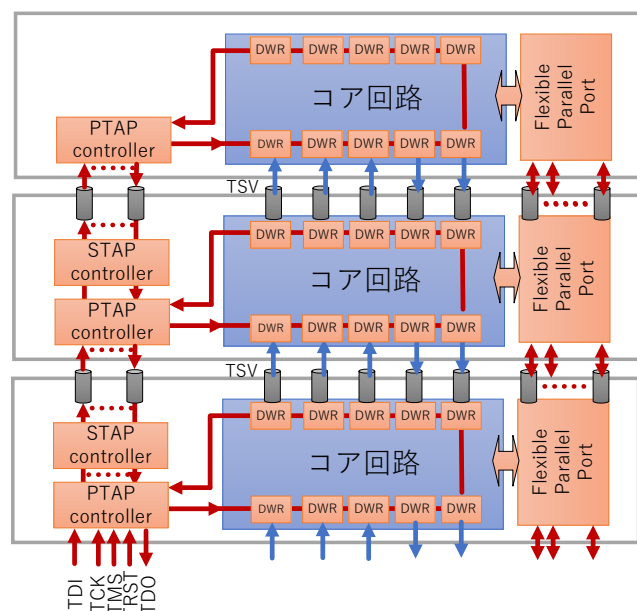 DWR DWR DWR DWR DWR
コア回路
Flexible
Parallel
Port
PTAP
controller
DWR DWR DWR DWR DWR
TSV
DWR DWR DWR DWR DWR
STAP
controller
コア回路
Flexible
Parallel
Port
PTAP
controller
DWR DWR DWR DWR DWR
TSV
DWR DWR DWR DWR DWR
STAP
controller
コア回路
Flexible
Parallel
Port
PTAP
controller
DWR DWR DWR DWR DWR
TDI
TCK
TMS
TRST
TDO